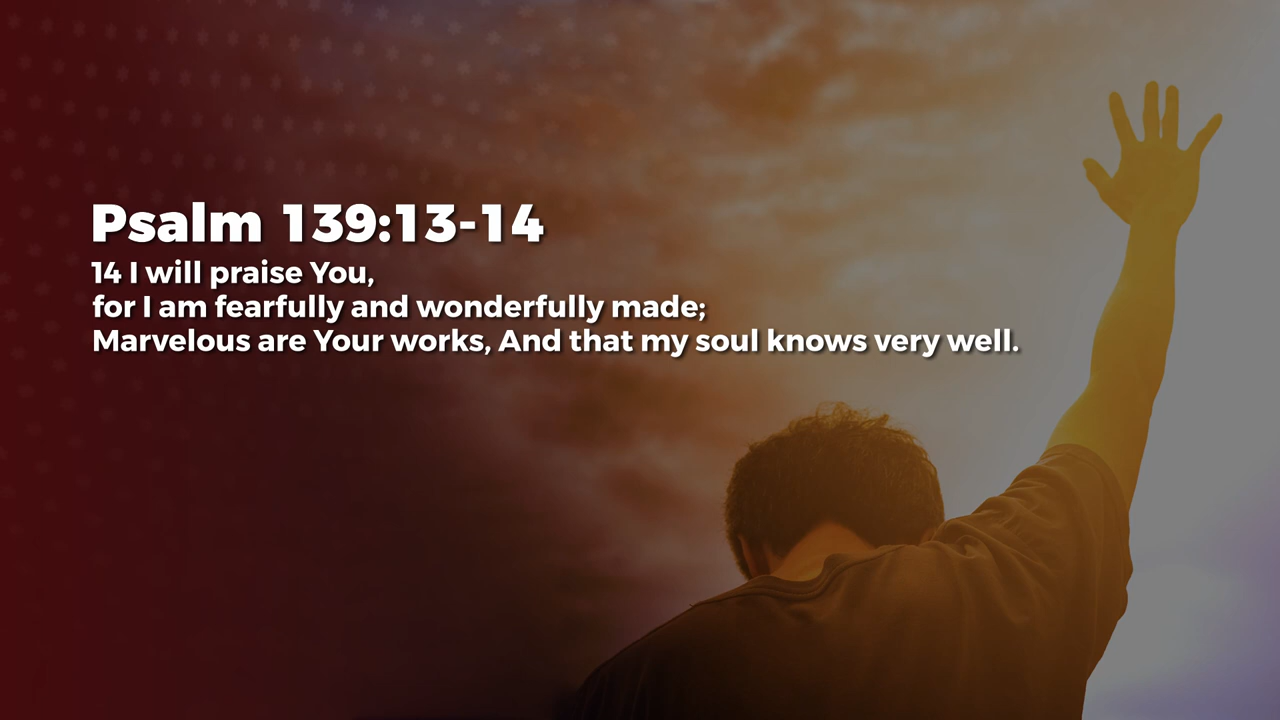 Psalm 139:13-14
14 I will praise You,
for I am fearfully and wonderfully made;
Marvelous are Your works, And that my soul knows very well.